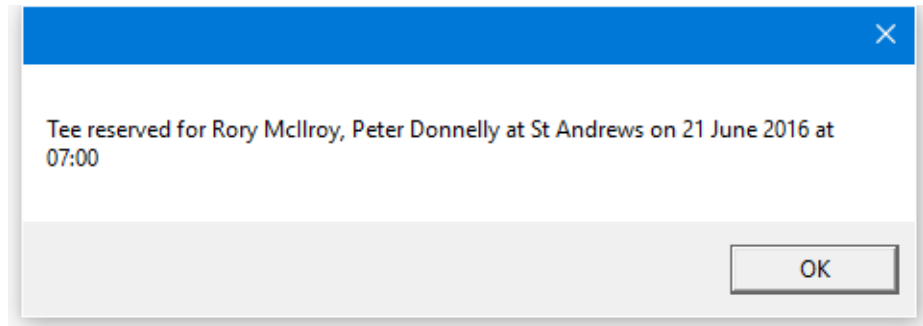 Tee reserved for Rory McIlroy, Peter Donnelly at St Andrews on 21 June 2016 at
07:00
OK